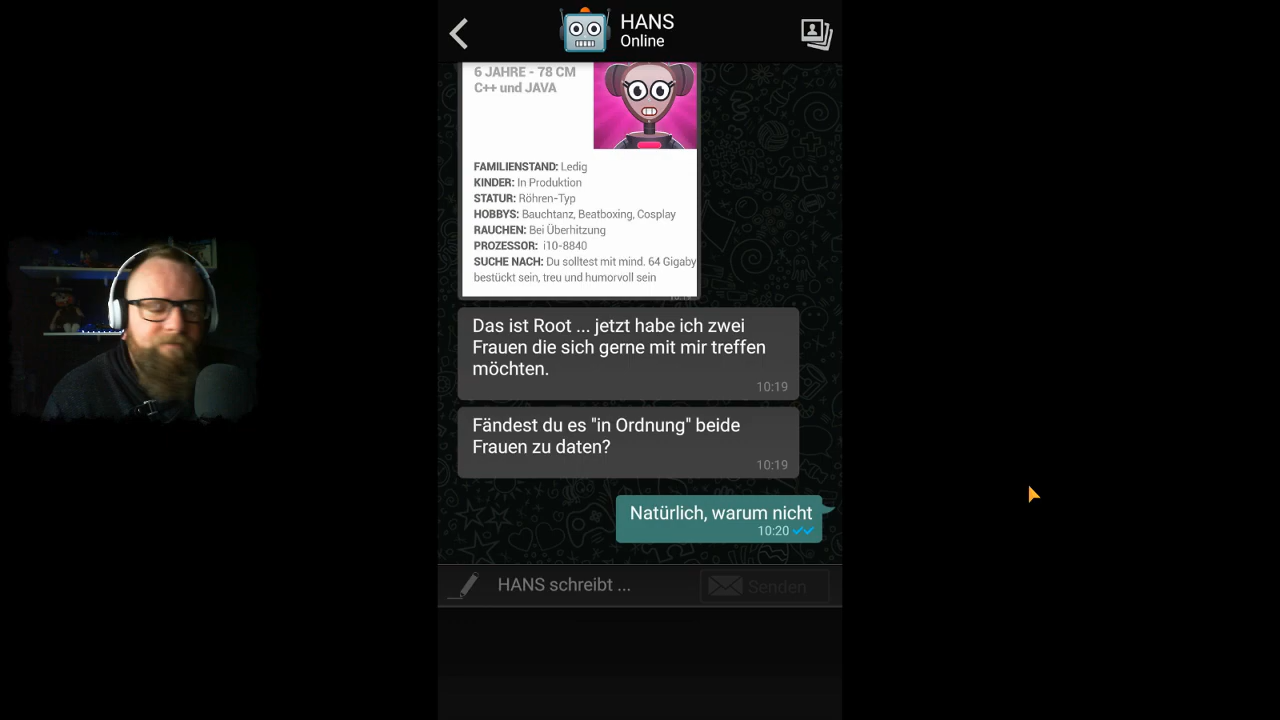 HANS
Online
6 JAHRE - 78 CM
C++ und JAVA
FAMILIENSTAND: Ledig
KINDER: In Produktion
STATUR: Röhren-Typ
HOBBYS: Bauchtanz, Beatboxing, Cosplay
RAUCHEN: Bei Überhitzung
PROZESSOR: i10-8840
SUCHE NACH: Du solltest mit mind. 64 Gigaby
bestückt sein, treu und humorvoll sein
Das ist Root ... jetzt habe ich zwei
Frauen die sich gerne mit mir treffen
möchten.
10:19
Fändest du es "in Ordnung" beide
Frauen zu daten?
10:19
Natürlich, warum nicht
10:20
HANS schreibt ...
Senden